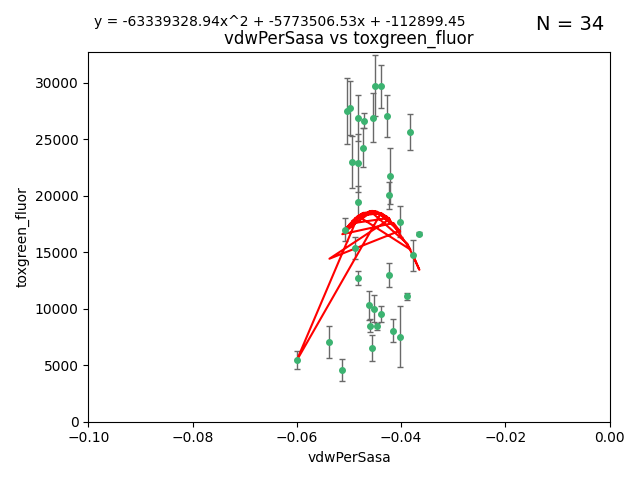 y = -63339328.94x^2 + -5773506.53x + -112899.45
N = 34
vdwPerSasa vs toxgreen_fluor
30000
25000
20000
15000
10000
5000
0
toxgreen_fluor
−0.10
−0.08
−0.06
−0.04
−0.02
0.00
vdwPerSasa